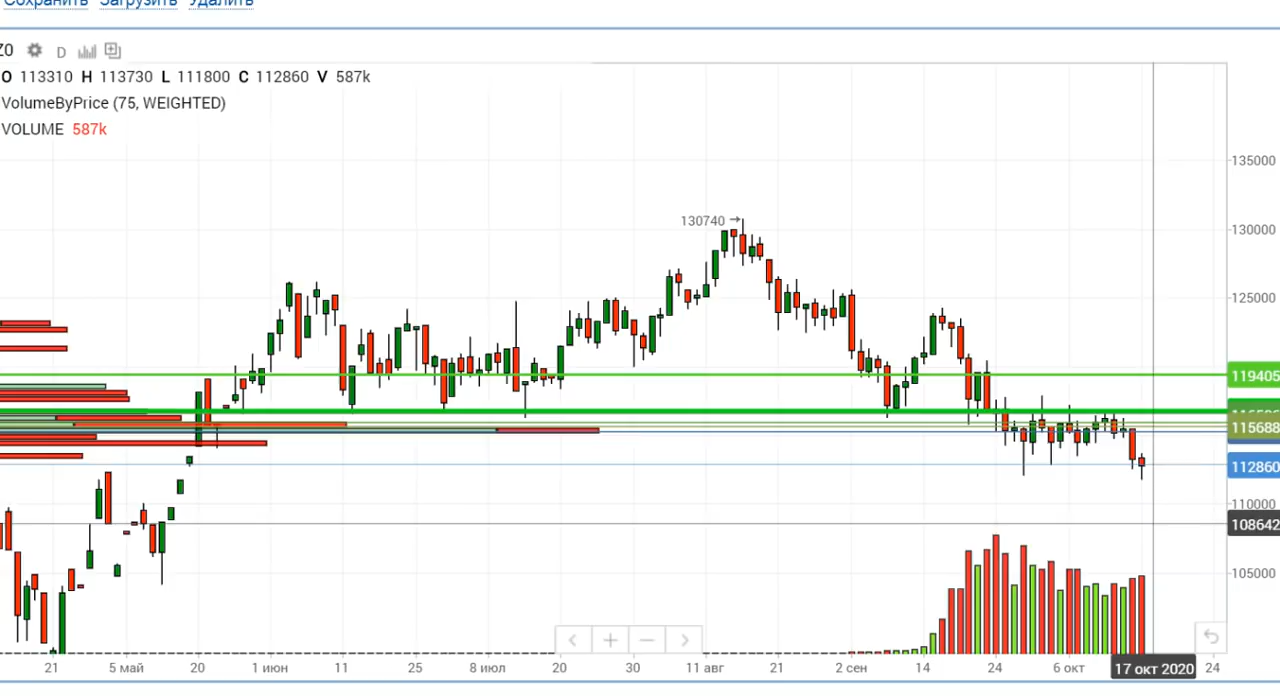 Сохранить Загрузить Удалить
Z0 D
O 113310 H 113730 L 111800 C 112860 V 587k
VolumeByPrice (75, WEIGHTED)
VOLUME 587k
135000
130740
130000
125000
119405
115688
112860
110000
108642
105000
21 5 май 20 1 июн 11 25 8 июл 20 30 11 авг 21 2 сен 14 24 6 окт 17 окт 2020 24